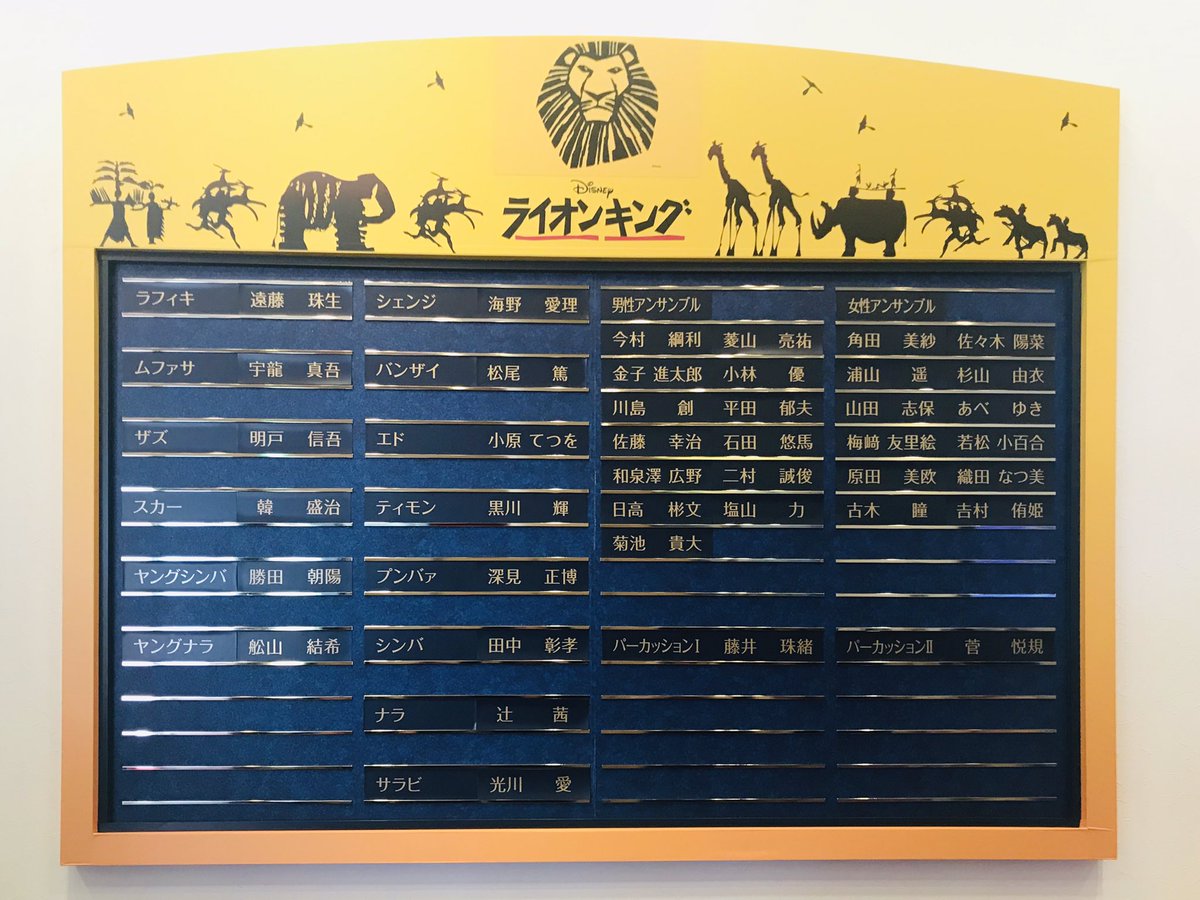 Disney
ライオンキング
ラフィキ 遠藤 珠生
ムファサ 宇龍 真吾
ザズ 明戸 信吾
スカー 韓 盛治
ヤングシンバ 勝田 朝陽
ヤングナラ 舩山 結希
シェンジ 海野 愛理
バンザイ 松尾 篤
エド 小原 てつを
ティモン 黒川 輝
プンバァ 深見 正博
シンバ 田中 彰孝
ナラ 辻 茜
サラビ 光川 愛
男性アンサンブル
今村 綱利 菱山 亮祐
金子 進太郎 小林 優
川島 創 平田 郁夫
佐藤 幸治 石田 悠馬
和泉澤 広野 二村 誠俊
日高 彬文 塩山 力
菊池 貴大
パーカッションⅠ 藤井 珠緒
女性アンサンブル
角田 美紗 佐々木 陽菜
浦山 遥 杉山 由衣
山田 志保 あべ ゆき
梅﨑 友里絵 若松 小百合
原田 美欧 織田 なつ美
古木 瞳 吉村 侑姫
パーカッションⅡ 菅 悦規